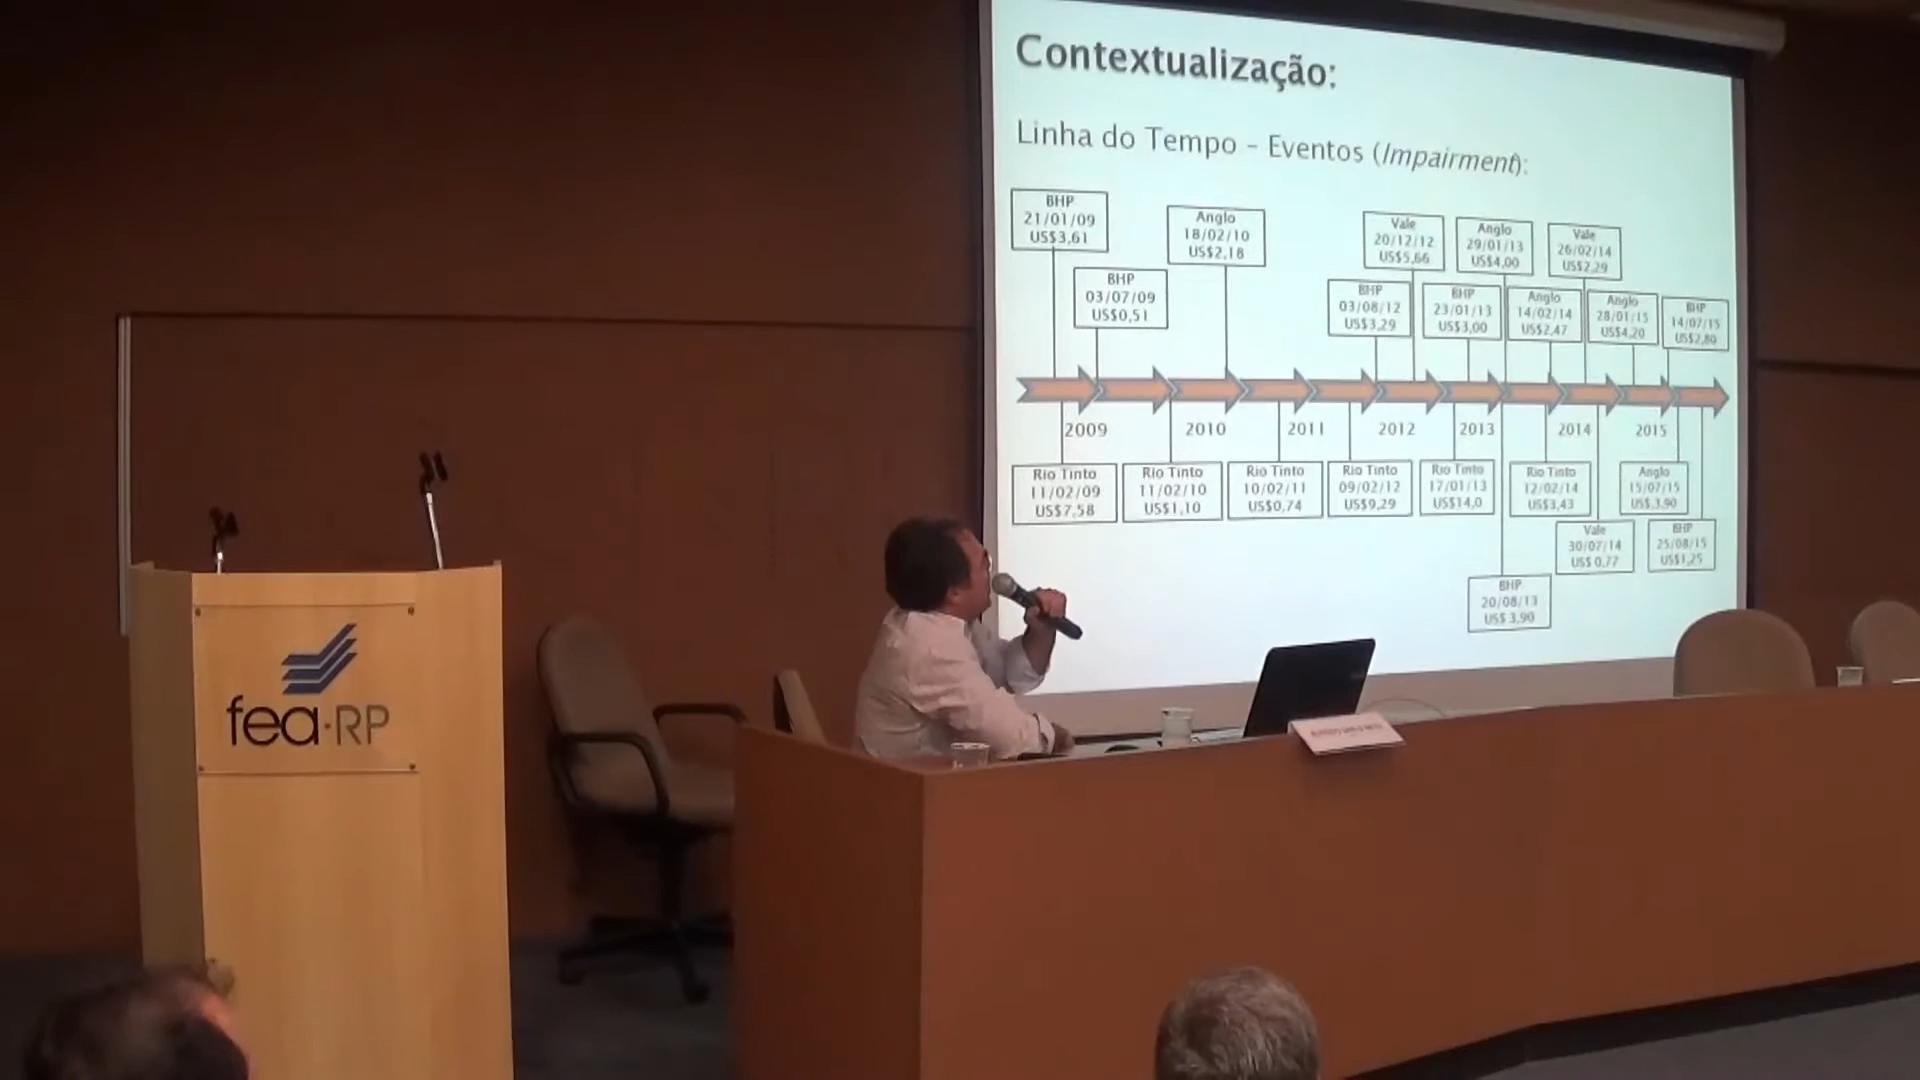 Contextualização:
Linha do Tempo – Eventos (Impairment):
BHP
21/01/09
US$3,61
BHP
03/07/09
US$0,51
Anglo
18/02/10
US$2,18
BHP
03/08/12
US$3,29
Vale
20/12/12
US$5,66
BHP
23/01/13
US$3,00
Anglo
29/01/13
US$4,00
Anglo
14/02/14
US$2,47
Vale
26/02/14
US$2,29
Anglo
28/01/15
US$4,20
BHP
14/07/15
US$2,80
2009
2010
2011
2012
2013
2014
2015
Rio Tinto
11/02/09
US$7,58
Rio Tinto
11/02/10
US$1,10
Rio Tinto
10/02/11
US$0,74
Rio Tinto
09/02/12
US$9,29
Rio Tinto
17/01/13
US$14,0
BHP
20/08/13
US$ 3,90
Rio Tinto
12/02/14
US$3,43
Vale
30/07/14
US$ 0,77
Anglo
15/07/15
US$ 3,90
BHP
25/08/15
US$1,25
fea-RP